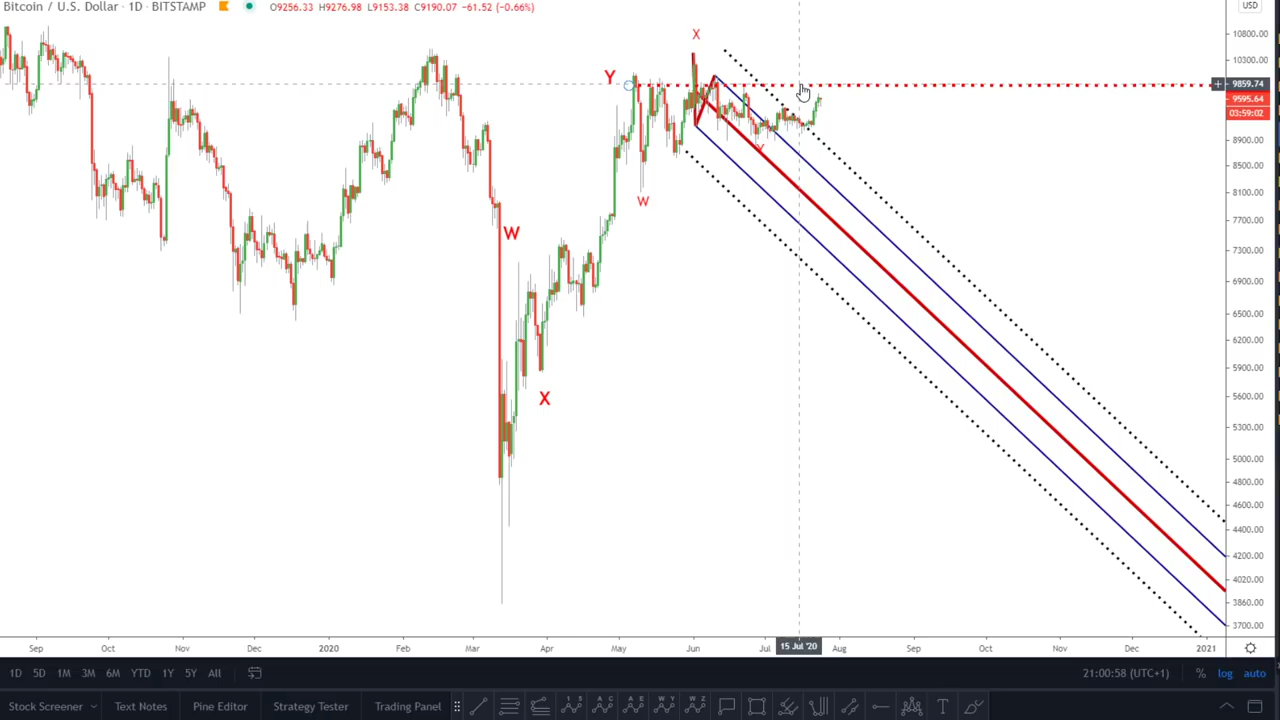 Bitcoin / U.S. Dollar · 1D · BITSTAMP O9256.33 H9276.98 L9153.38 C9190.07 −61.52 (−0.66%)
USD
10800.00
10300.00
9859.74
9595.64
03:59:02
8900.00
8500.00
8100.00
7700.00
7300.00
6900.00
6500.00
6200.00
5900.00
5600.00
5300.00
5000.00
4800.00
4600.00
4400.00
4200.00
4020.00
3860.00
3700.00
X
Y
W
W
X
Y
Sep Oct Nov Dec 2020 Feb Mar Apr May Jun Jul 15 Jul '20 Aug Sep Oct Nov Dec 2021
1D 5D 1M 3M 6M YTD 1Y 5Y All 21:00:58 (UTC+1) % log auto
Stock Screener Text Notes Pine Editor Strategy Tester Trading Panel